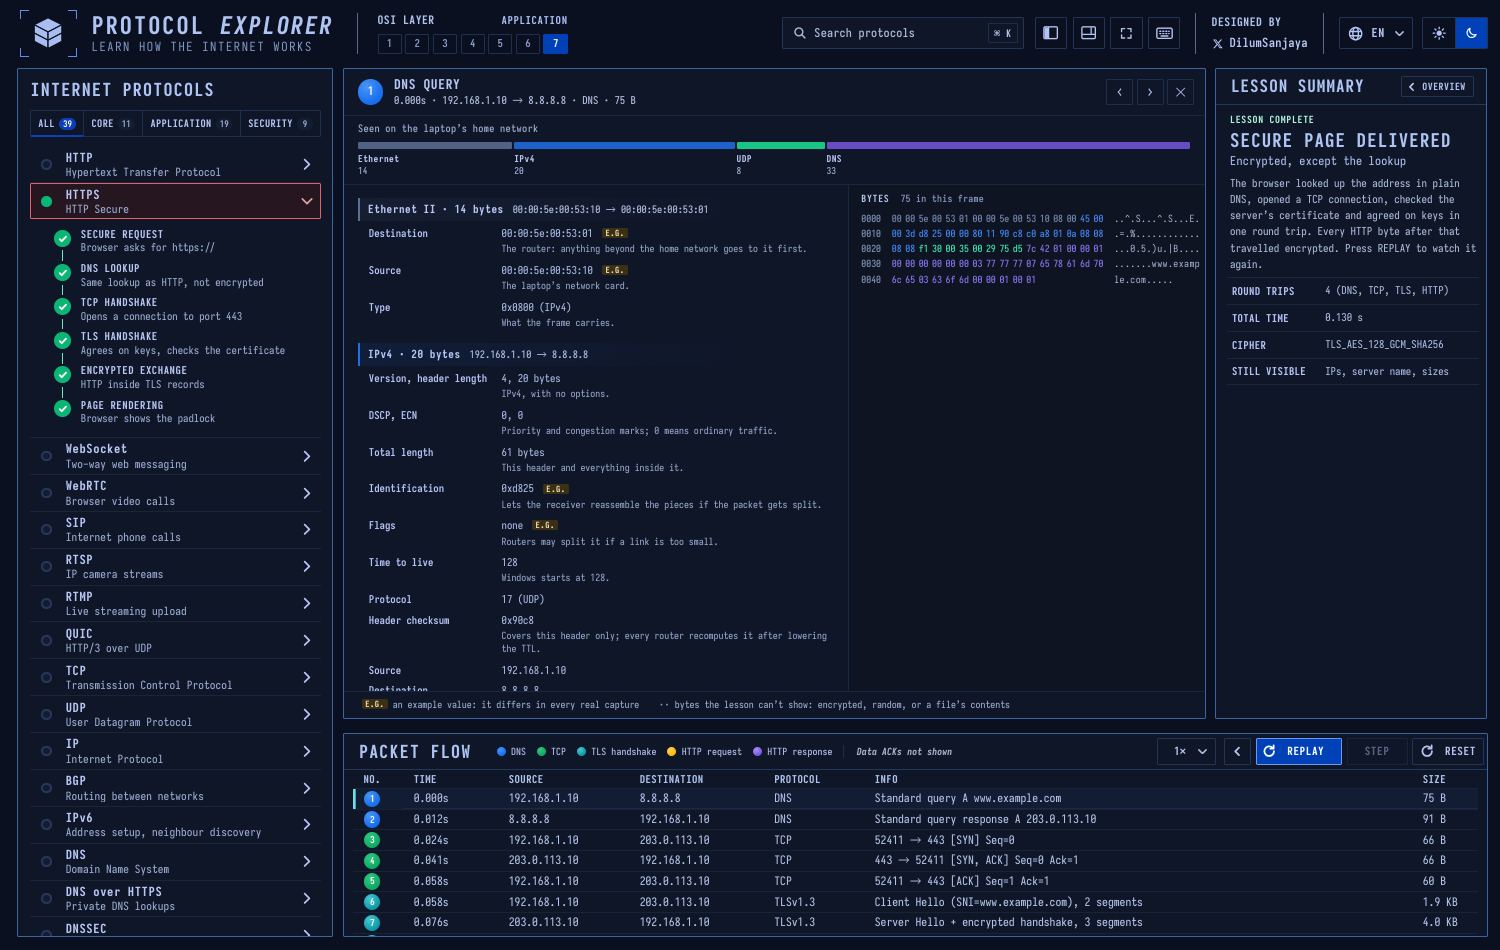 PROTOCOL EXPLORER
LEARN HOW THE INTERNET WORKS
OSI LAYER APPLICATION
1 2 3 4 5 6 7
Search protocols ⌘ K
DESIGNED BY
DilumSanjaya
EN
INTERNET PROTOCOLS
ALL 39 CORE 11 APPLICATION 19 SECURITY 9
HTTP
Hypertext Transfer Protocol
HTTPS
HTTP Secure
SECURE REQUEST
Browser asks for https://
DNS LOOKUP
Same lookup as HTTP, not encrypted
TCP HANDSHAKE
Opens a connection to port 443
TLS HANDSHAKE
Agrees on keys, checks the certificate
ENCRYPTED EXCHANGE
HTTP inside TLS records
PAGE RENDERING
Browser shows the padlock
WebSocket
Two-way web messaging
WebRTC
Browser video calls
SIP
Internet phone calls
RTSP
IP camera streams
RTMP
Live streaming upload
QUIC
HTTP/3 over UDP
TCP
Transmission Control Protocol
UDP
User Datagram Protocol
IP
Internet Protocol
BGP
Routing between networks
IPv6
Address setup, neighbour discovery
DNS
Domain Name System
DNS over HTTPS
Private DNS lookups
DNSSEC
1 DNS QUERY
0.000s · 192.168.1.10 → 8.8.8.8 · DNS · 75 B
Seen on the laptop's home network
Ethernet IPv4 UDP DNS
14 20 8 33
Ethernet II · 14 bytes 00:00:5e:00:53:10 → 00:00:5e:00:53:01
Destination 00:00:5e:00:53:01 E.G.
The router: anything beyond the home network goes to it first.
Source 00:00:5e:00:53:10 E.G.
The laptop's network card.
Type 0x0800 (IPv4)
What the frame carries.
IPv4 · 20 bytes 192.168.1.10 → 8.8.8.8
Version, header length 4, 20 bytes
IPv4, with no options.
DSCP, ECN 0, 0
Priority and congestion marks; 0 means ordinary traffic.
Total length 61 bytes
This header and everything inside it.
Identification 0xd825 E.G.
Lets the receiver reassemble the pieces if the packet gets split.
Flags none E.G.
Routers may split it if a link is too small.
Time to live 128
Windows starts at 128.
Protocol 17 (UDP)
Header checksum 0x90c8
Covers this header only; every router recomputes it after lowering
the TTL.
Source 192.168.1.10
Destination 8.8.8.8
BYTES 75 in this frame
0000 00 00 5e 00 53 01 00 00 5e 00 53 10 08 00 45 00 ..^.S...^.S...E.
0010 00 3d d8 25 00 00 80 11 90 c8 c0 a8 01 0a 08 08 .=.%............
0020 08 08 f1 30 00 35 00 29 75 d5 7c 42 01 00 00 01 ...0.5.)u.|B....
0030 00 00 00 00 00 00 03 77 77 77 07 65 78 61 6d 70 .......www.examp
0040 6c 65 03 63 6f 6d 00 00 01 00 01 le.com.....
E.G. an example value: it differs in every real capture ·· bytes the lesson can't show: encrypted, random, or a file's contents
LESSON SUMMARY OVERVIEW
LESSON COMPLETE
SECURE PAGE DELIVERED
Encrypted, except the lookup
The browser looked up the address in plain
DNS, opened a TCP connection, checked the
server's certificate and agreed on keys in
one round trip. Every HTTP byte after that
travelled encrypted. Press REPLAY to watch it
again.
ROUND TRIPS 4 (DNS, TCP, TLS, HTTP)
TOTAL TIME 0.130 s
CIPHER TLS_AES_128_GCM_SHA256
STILL VISIBLE IPs, server name, sizes
PACKET FLOW DNS TCP TLS handshake HTTP request HTTP response Data ACKs not shown 1× REPLAY STEP RESET
NO. TIME SOURCE DESTINATION PROTOCOL INFO SIZE
1 0.000s 192.168.1.10 8.8.8.8 DNS Standard query A www.example.com 75 B
2 0.012s 8.8.8.8 192.168.1.10 DNS Standard query response A 203.0.113.10 91 B
3 0.024s 192.168.1.10 203.0.113.10 TCP 52411 → 443 [SYN] Seq=0 66 B
4 0.041s 203.0.113.10 192.168.1.10 TCP 443 → 52411 [SYN, ACK] Seq=0 Ack=1 66 B
5 0.058s 192.168.1.10 203.0.113.10 TCP 52411 → 443 [ACK] Seq=1 Ack=1 60 B
6 0.058s 192.168.1.10 203.0.113.10 TLSv1.3 Client Hello (SNI=www.example.com), 2 segments 1.9 KB
7 0.076s 203.0.113.10 192.168.1.10 TLSv1.3 Server Hello + encrypted handshake, 3 segments 4.0 KB